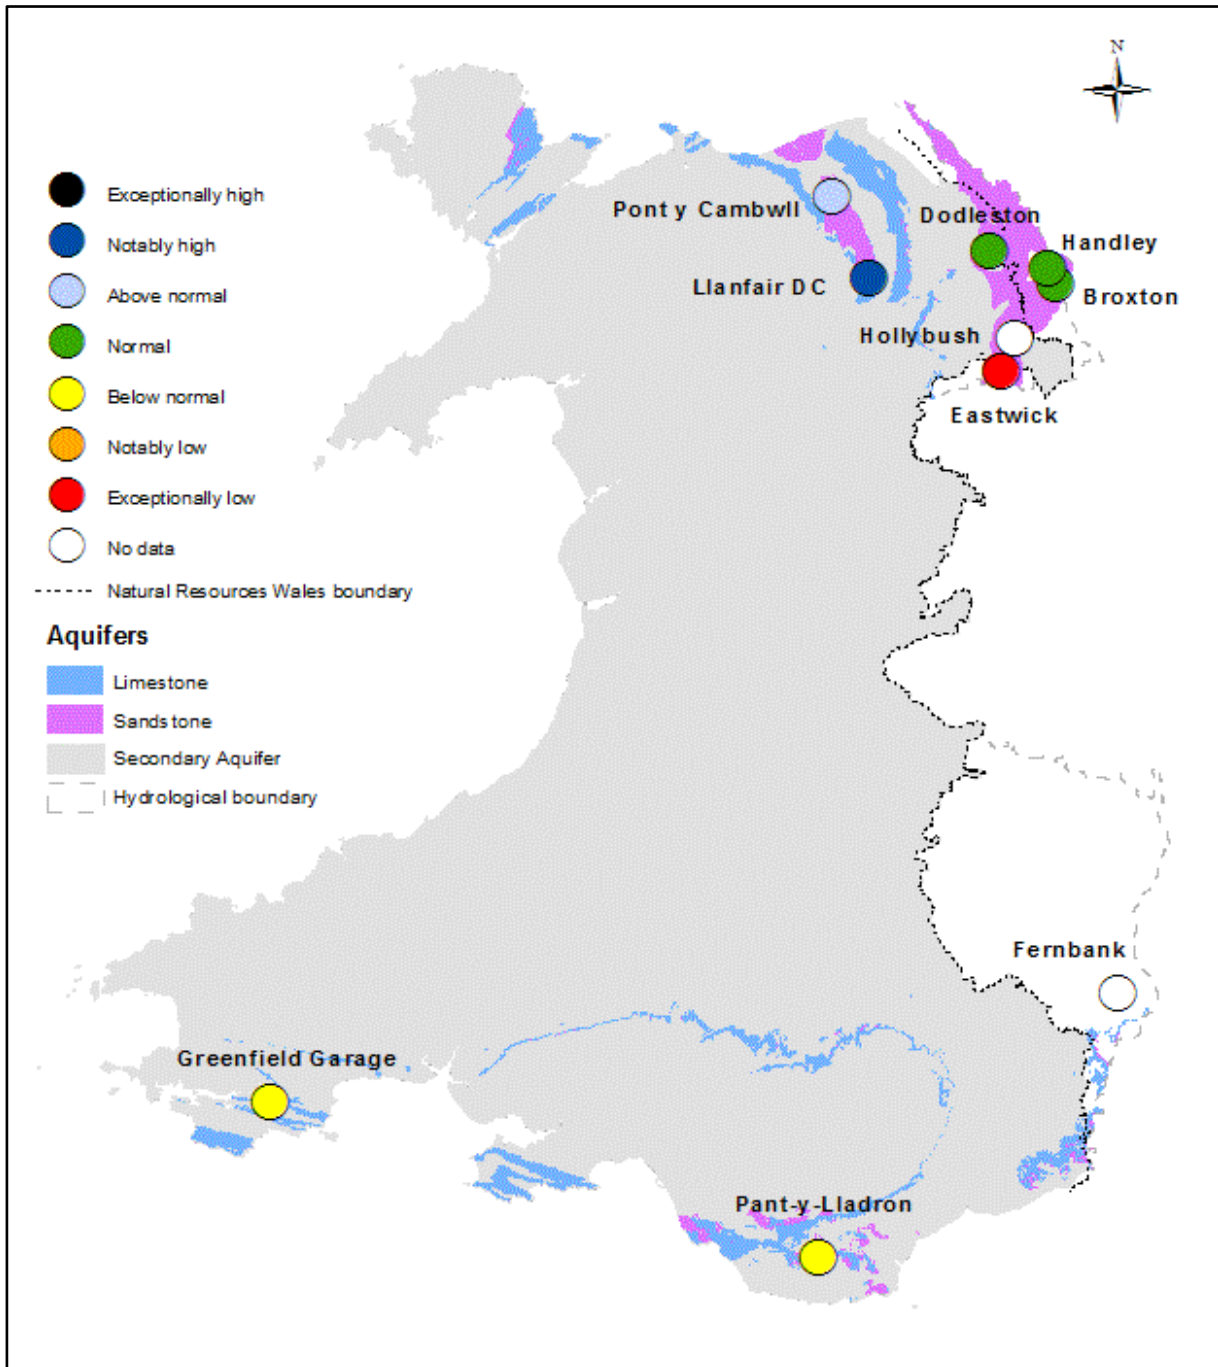 N
Exceptionally high
Notably high
Above normal
Normal
Below normal
Notably low
Exceptionally low
No data
Natural Resources Wales boundary
Aquifers
Limestone
Sandstone
Secondary Aquifer
Hydrological boundary
Pont y Cambwll
Dodleston
Handley
Llanfair DC
Broxton
Hollybush
Eastwick
Fernbank
Greenfield Garage
Pant-y-Lladron